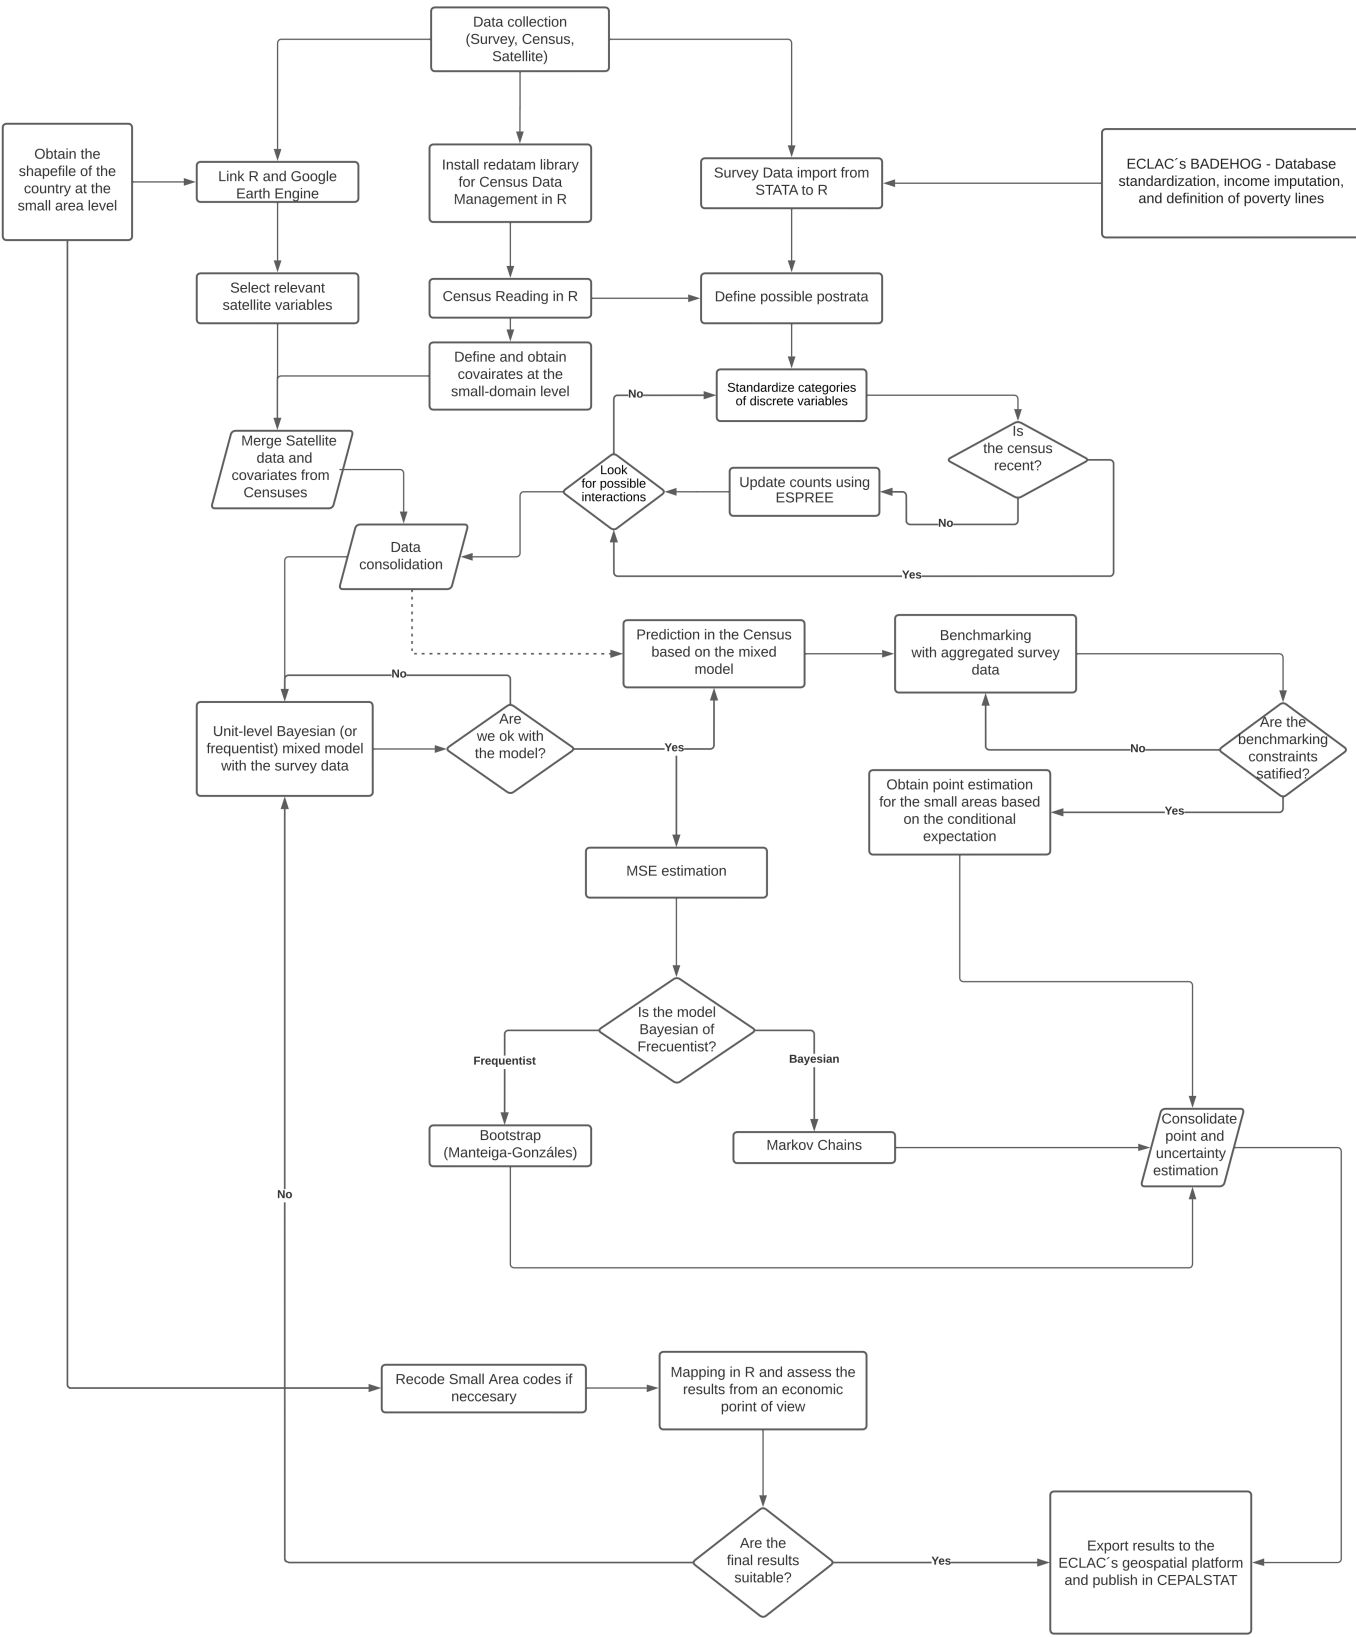 Data collection
(Survey, Census,
Satellite)
Obtain the
shapefile of the
country at the
small area level
Link R and Google
Earth Engine
Install redatam library
for Census Data
Management in R
Survey Data import from
STATA to R
ECLAC´s BADEHOG - Database
standardization, income imputation,
and definition of poverty lines
Select relevant
satellite variables
Census Reading in R
Define possible postrata
Define and obtain
covairates at the
small-domain level
No
Standardize categories
of discrete variables
Is
the census
recent?
Merge Satellite
data and
covariates from
Censuses
Look
for possible
interactions
Update counts using
ESPREE
No
Data
consolidation
Yes
Prediction in the Census
based on the mixed
model
Benchmarking
with aggregated survey
data
No
Unit-level Bayesian (or
frequentist) mixed model
with the survey data
Are
we ok with
the model?
Yes
No
Are the
benchmarking
constraints
satified?
Obtain point estimation
for the small areas based
on the conditional
expectation
Yes
MSE estimation
Is the model
Bayesian of
Frecuentist?
Frequentist
Bayesian
Bootstrap
(Manteiga-Gonzáles)
Markov Chains
Consolidate
point and
uncertainty
estimation
No
Recode Small Area codes if
neccesary
Mapping in R and assess the
results from an economic
porint of view
Are the
final results
suitable?
Yes
Export results to the
ECLAC´s geospatial platform
and publish in CEPALSTAT